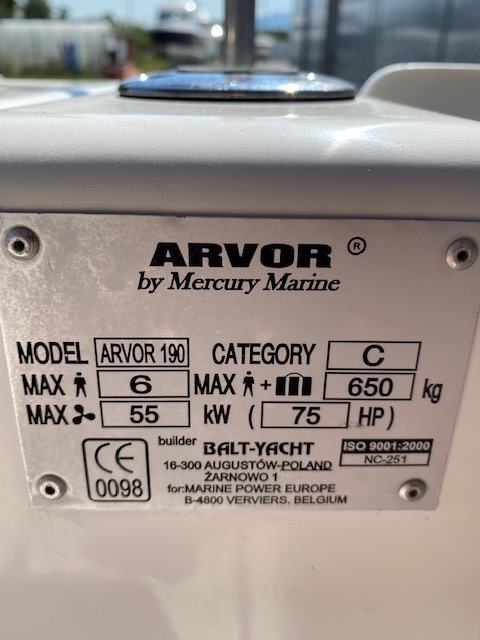 ARVOR ®
by Mercury Marine
MODEL ARVOR 190 CATEGORY C
MAX 6 MAX + 650 kg
MAX 55 kW ( 75 HP)
CE 0098
builder BALT-YACHT
16-300 AUGUSTÓW-POLAND
ŻARNOWO 1
for:MARINE POWER EUROPE
B-4800 VERVIERS. BELGIUM
ISO 9001:2000
NC-251